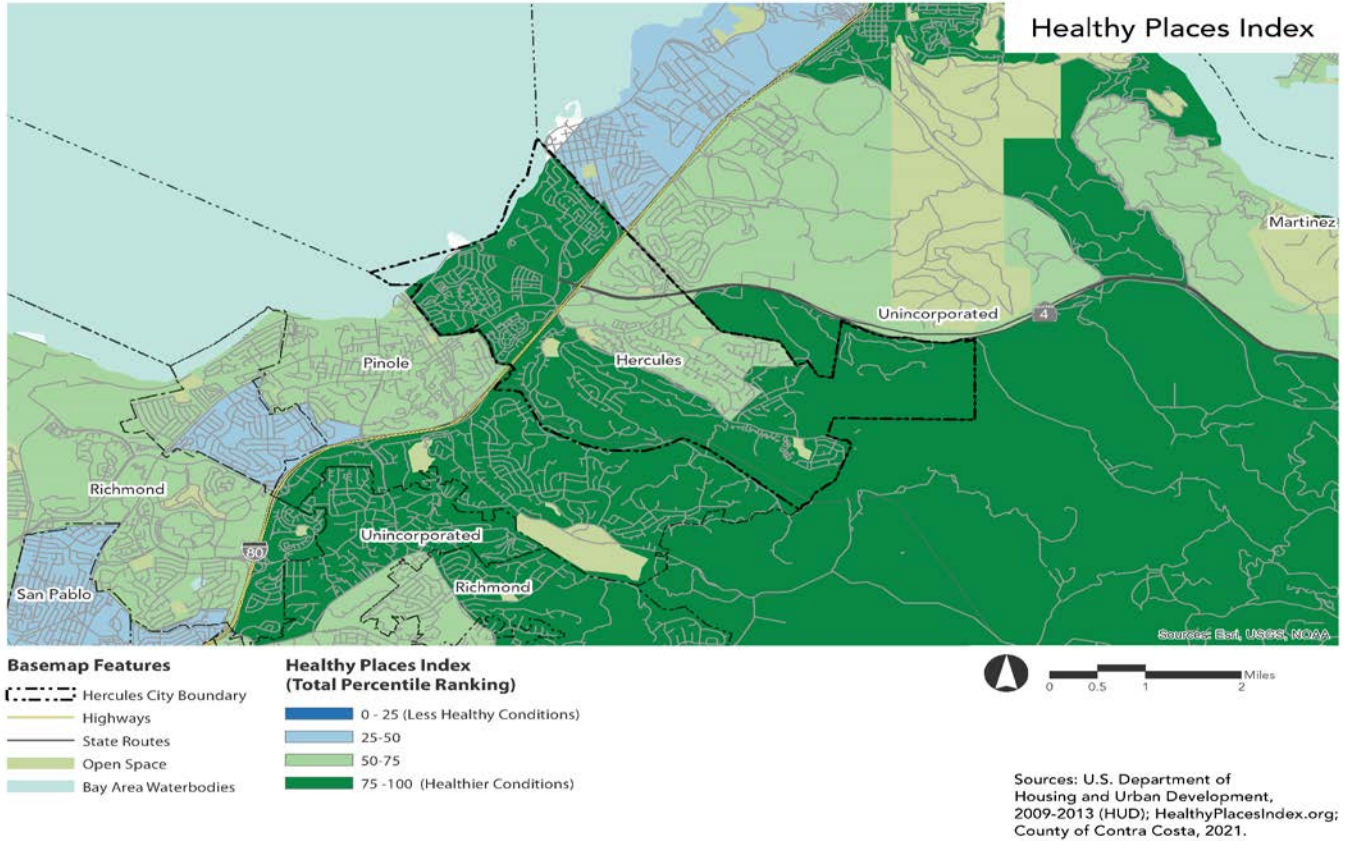 Healthy Places Index
Martinez
Unincorporated
4
Hercules
Pinole
Richmond
80
Unincorporated
Richmond
San Pablo
Sources: Esri, USGS, NOAA
Basemap Features
Hercules City Boundary
Highways
State Routes
Open Space
Bay Area Waterbodies
Healthy Places Index
(Total Percentile Ranking)
0 - 25 (Less Healthy Conditions)
25-50
50-75
75 -100 (Healthier Conditions)
0 0.5 1 2 Miles
Sources: U.S. Department of
Housing and Urban Development,
2009-2013 (HUD); HealthyPlacesIndex.org;
County of Contra Costa, 2021.